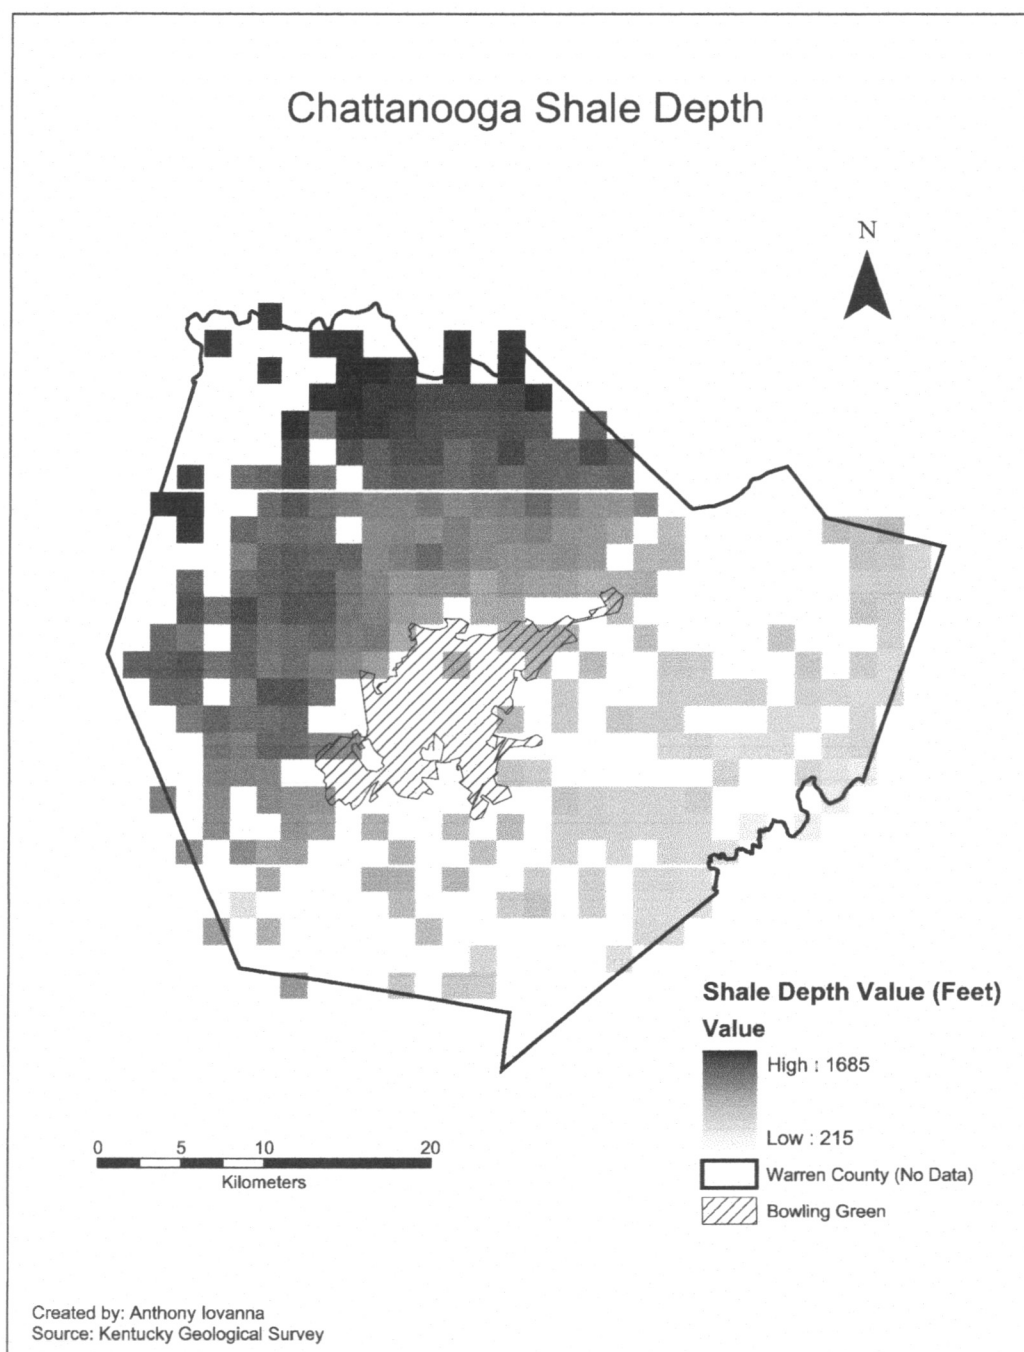 Chattanooga Shale Depth
N
Shale Depth Value (Feet)
Value
High : 1685
Low : 215
Warren County (No Data)
Bowling Green
0 5 10 20
Kilometers
Created by: Anthony Iovanna
Source: Kentucky Geological Survey